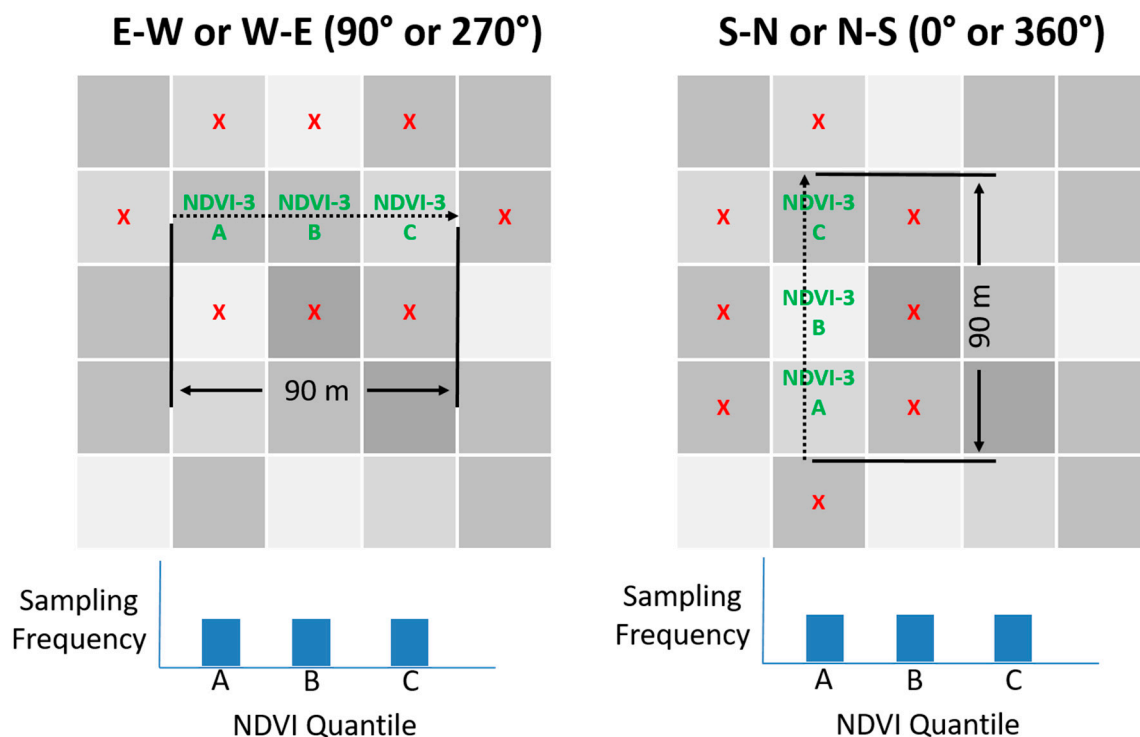 E-W or W-E (90° or 270°)
X X X
X NDVI-3 NDVI-3 NDVI-3 X
A B C
X X X
90 m
Sampling
Frequency
A B C
NDVI Quantile
S-N or N-S (0° or 360°)
X
X NDVI-3 X
C
X NDVI-3 X
B
90 m
NDVI-3
X A X
X
Sampling
Frequency
A B C
NDVI Quantile